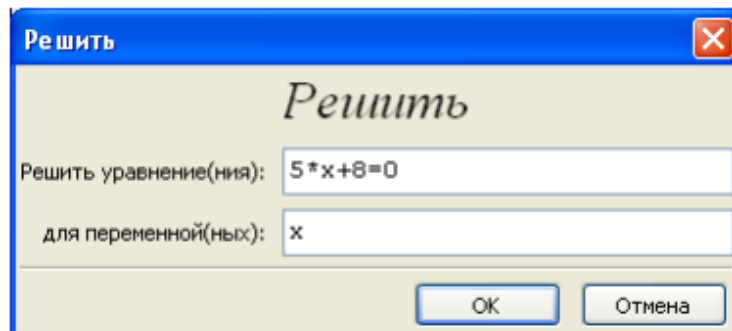 Решить
Решить
Решить уравнение(ния): 5*x+8=0
для переменной(ных): x
OK Отмена